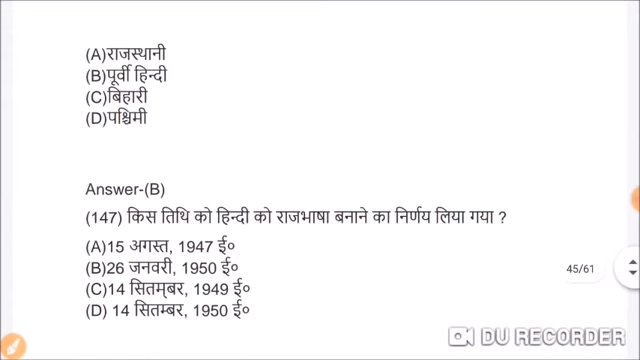 (A)राजस्थानी
(B)पूर्वी हिन्दी
(C)बिहारी
(D)पश्चिमी
Answer-(B)
(147) किस तिथि को हिन्दी को राजभाषा बनाने का निर्णय लिया गया ?
(A)15 अगस्त, 1947 ई०
(B)26 जनवरी, 1950 ई०
(C)14 सितम्‌बर, 1949 ई०
(D) 14 सितम्बर, 1950 ई०
45/61
DU RECORDER